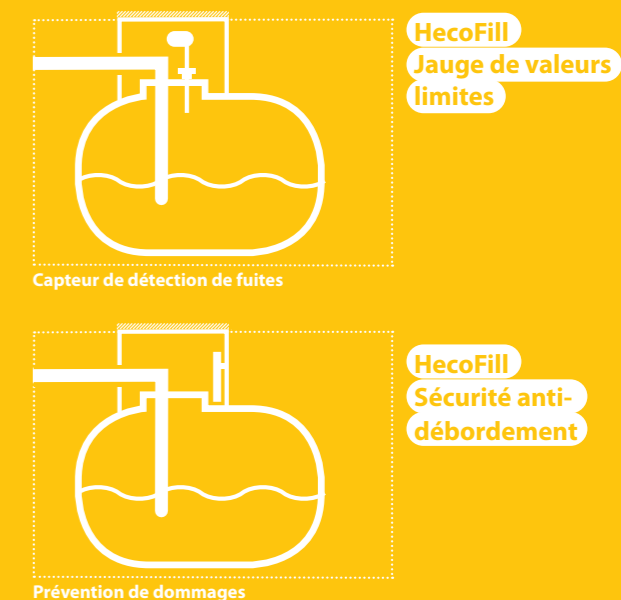 HecoFill
Jauge de valeurs
limites
Capteur de détection de fuites
HecoFill
Sécurité anti-
débordement
Prévention de dommages